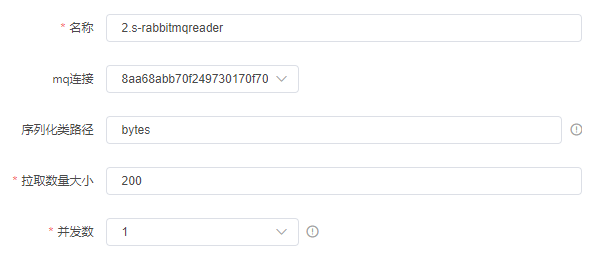 * 名称 2.s-rabbitmqreader
mq连接 8aa68abb70f249730170f70
序列化类路径 bytes
* 拉取数量大小 200
* 并发数 1